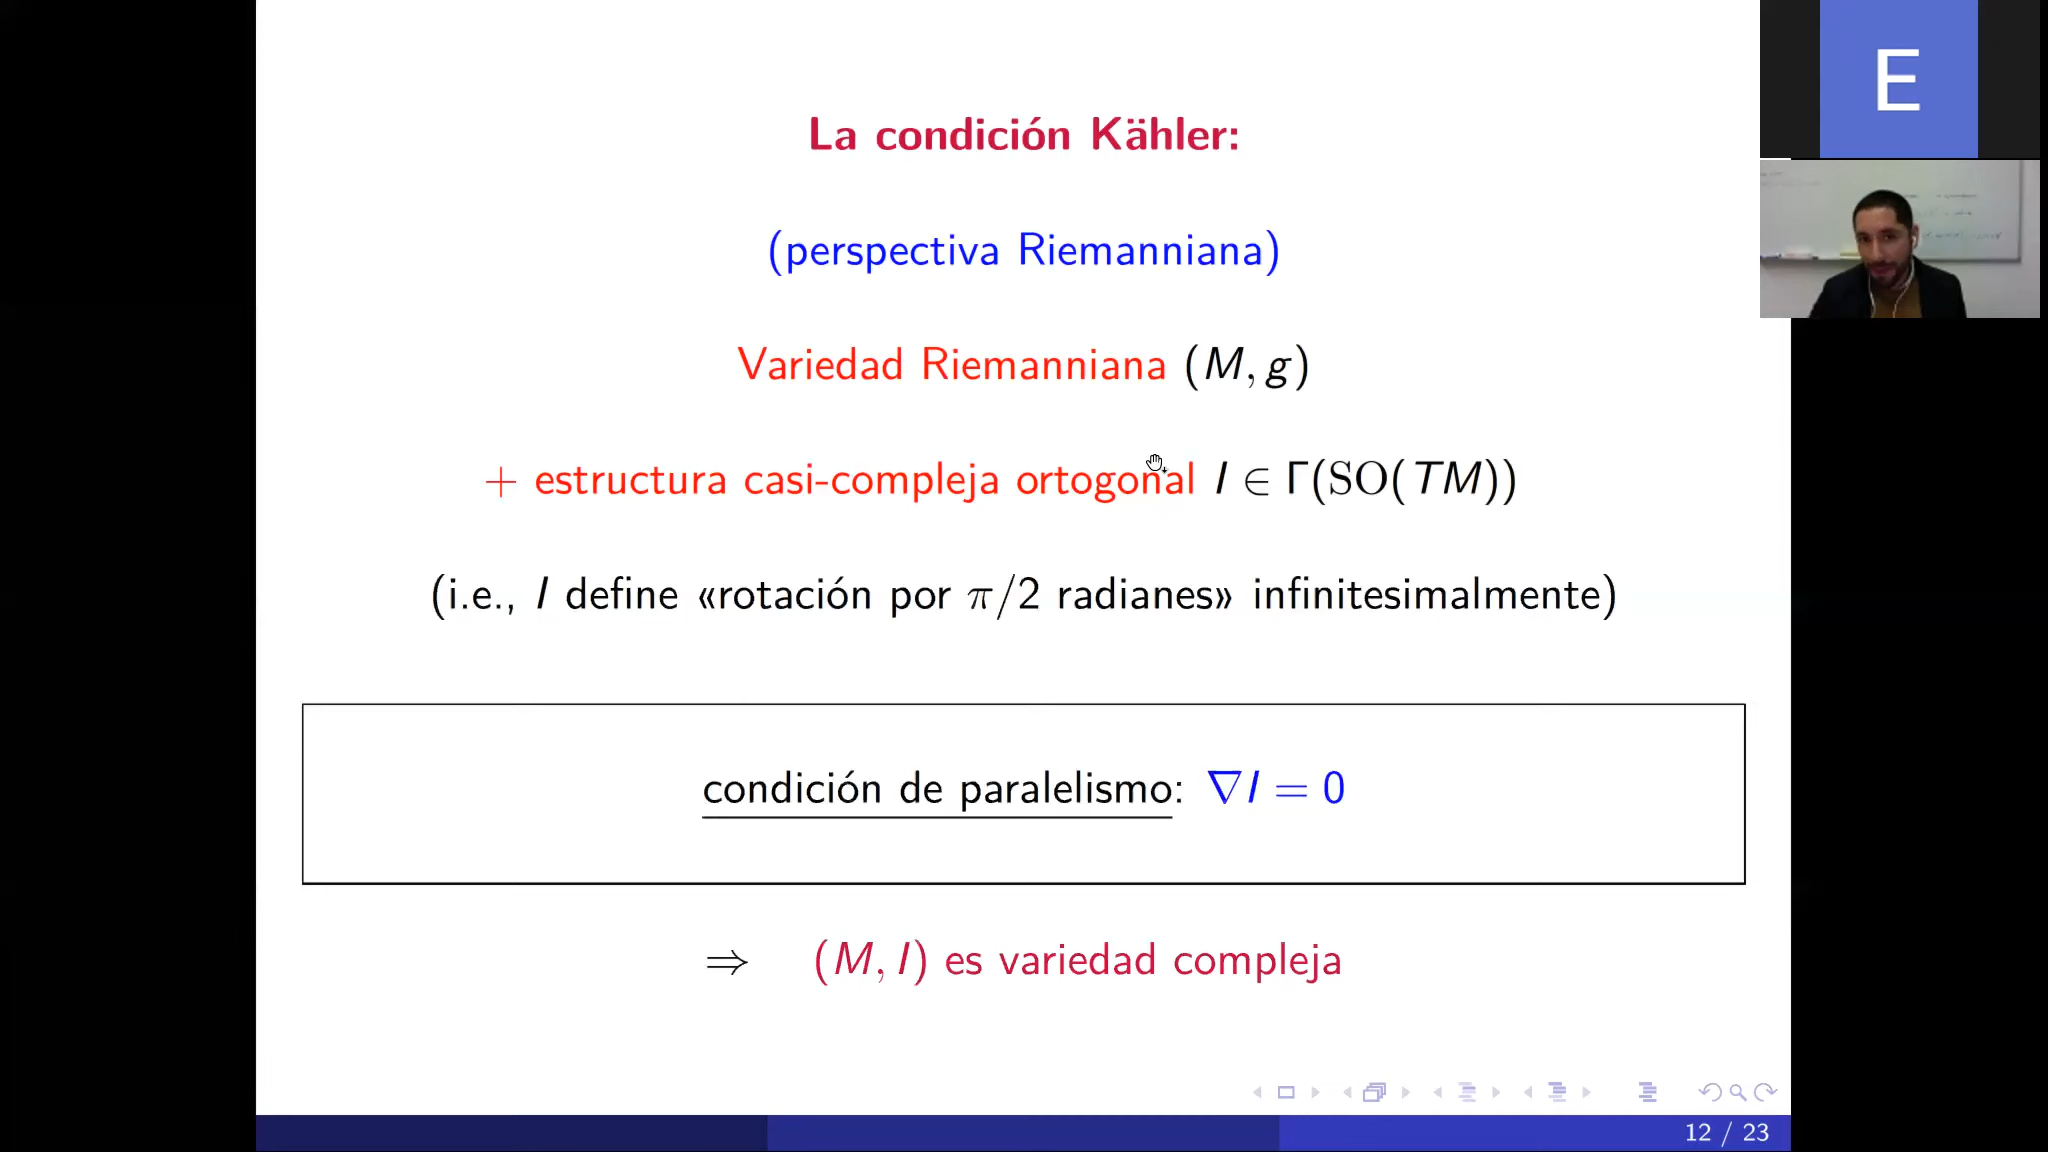 La condición Kähler:
(perspectiva Riemanniana)
Variedad Riemanniana (M, g)
+ estructura casi-compleja ortogonal I ∈ Γ(SO(TM))
(i.e., I define «rotación por π/2 radianes» infinitesimalmente)
condición de paralelismo: ∇I = 0
⇒ (M, I) es variedad compleja
12 / 23
E